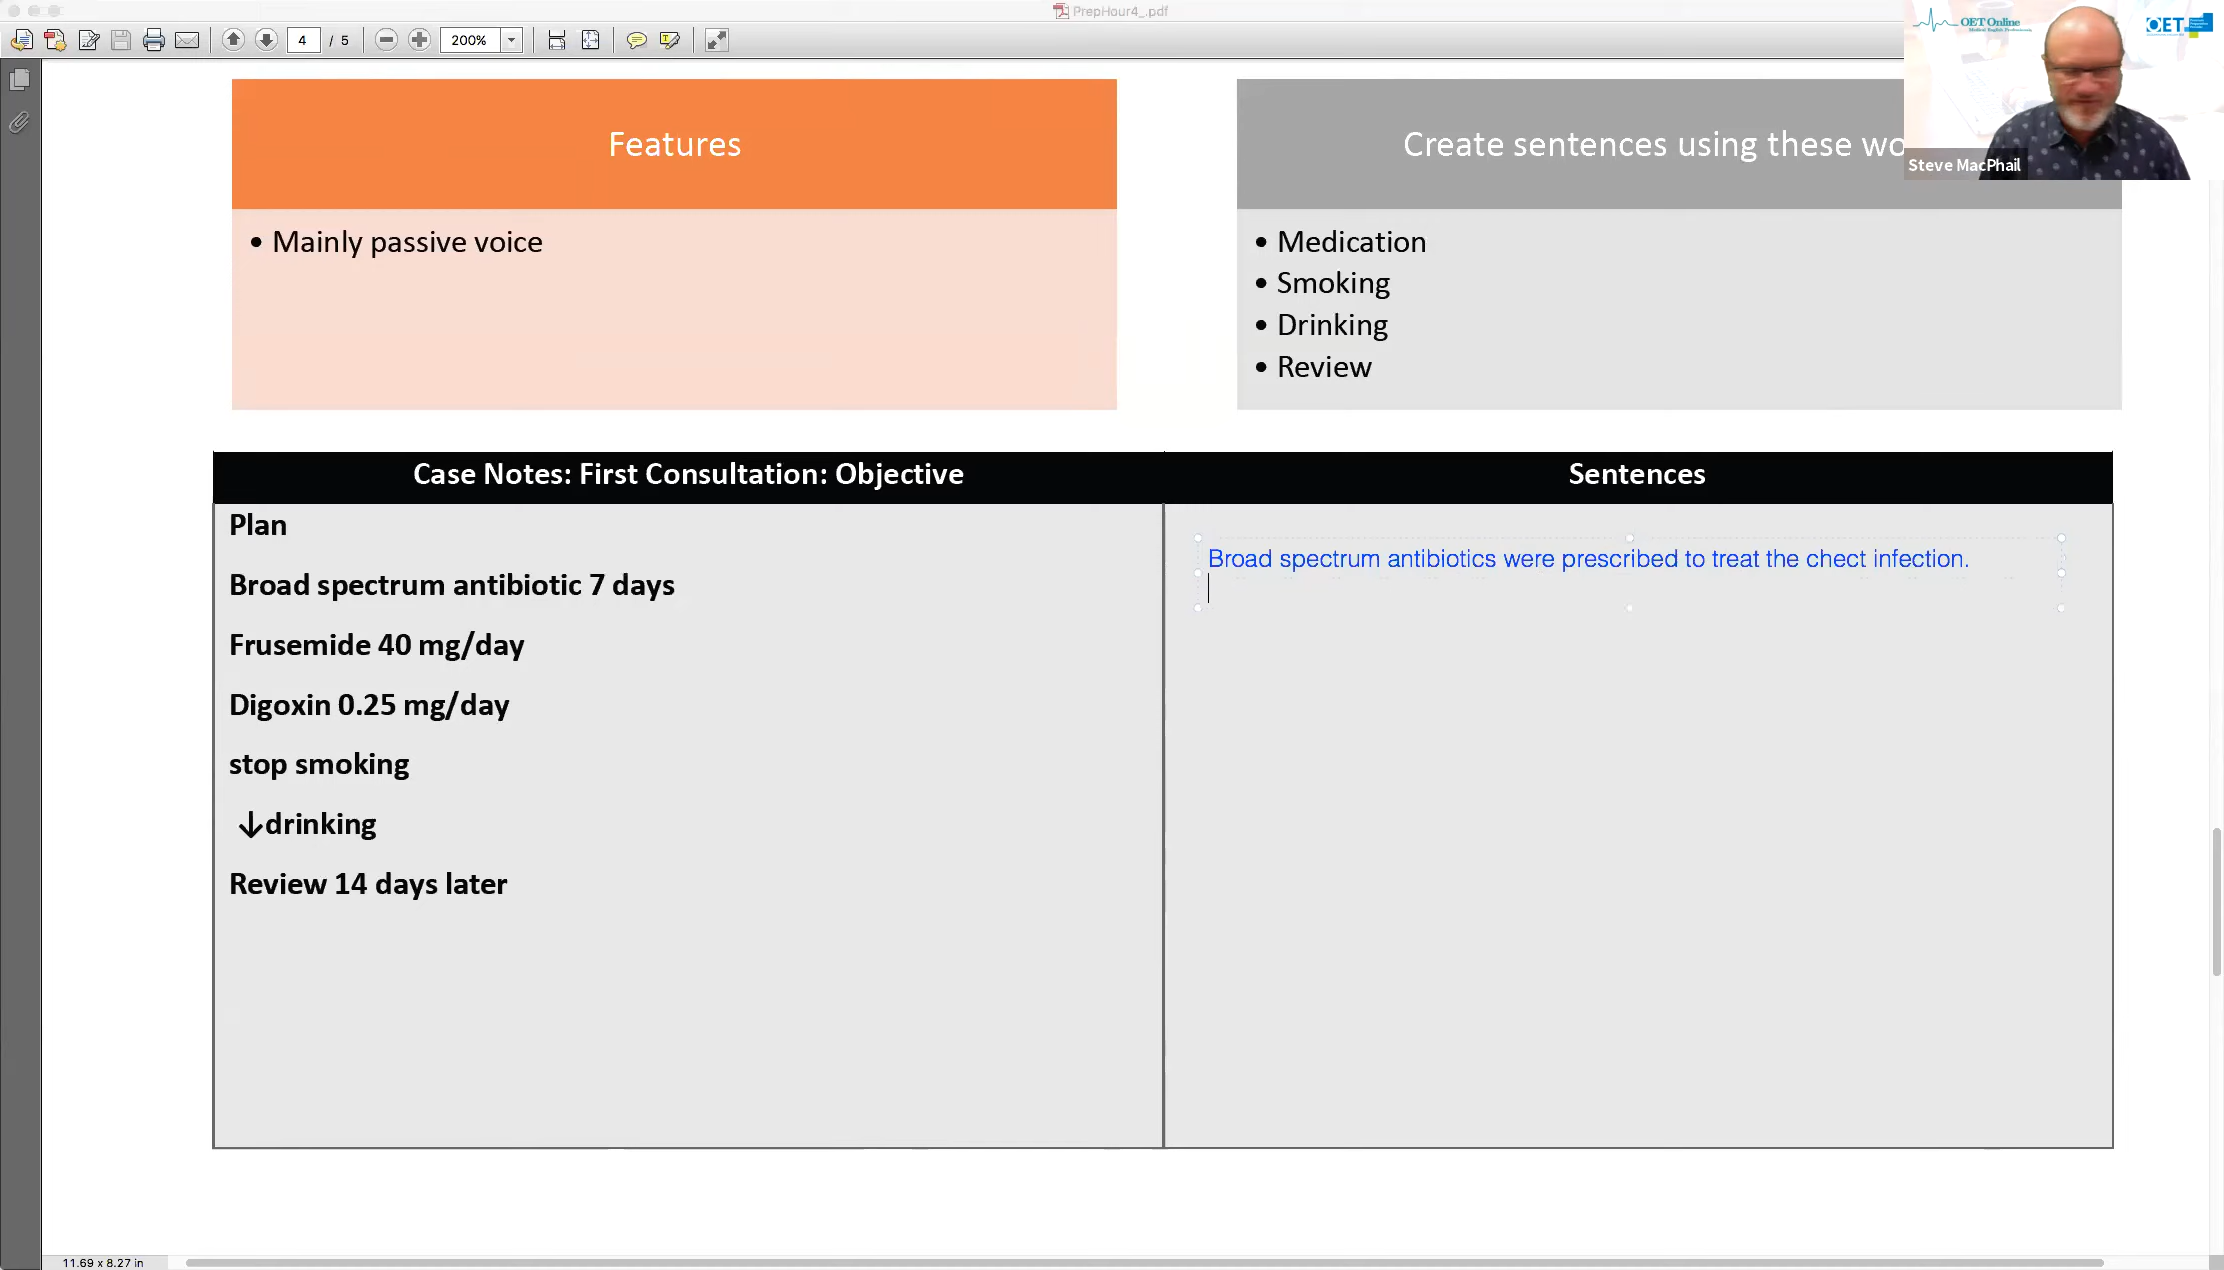 PrepHour4_.pdf
4 / 5
200%
OET Online
OET
Steve MacPhail
Features
• Mainly passive voice
Create sentences using these wo
• Medication
• Smoking
• Drinking
• Review
Case Notes: First Consultation: Objective
Plan
Broad spectrum antibiotic 7 days
Frusemide 40 mg/day
Digoxin 0.25 mg/day
stop smoking
↓drinking
Review 14 days later
Sentences
Broad spectrum antibiotics were prescribed to treat the chect infection.
11.69 x 8.27 in